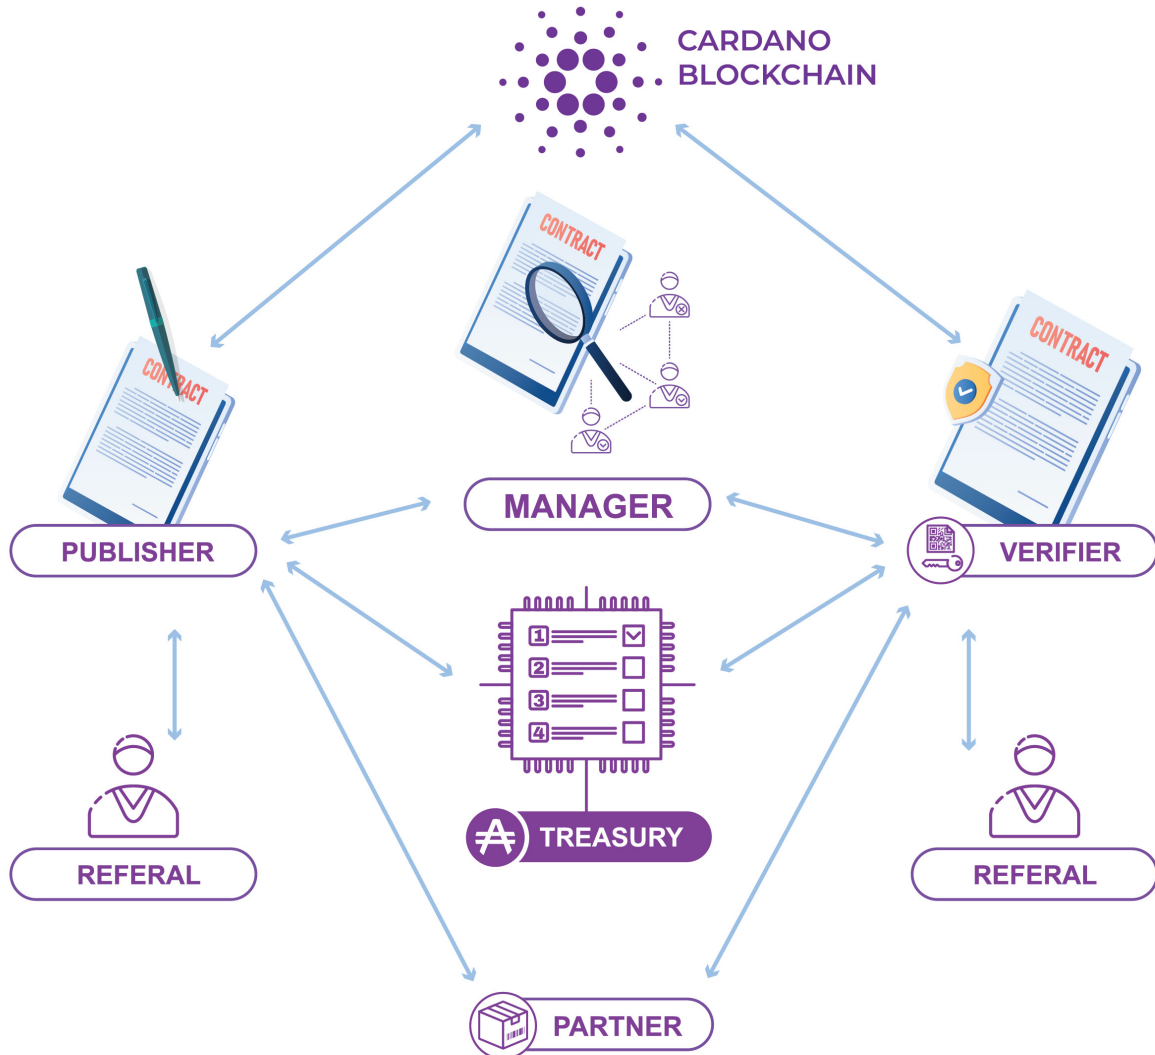 CARDANO
BLOCKCHAIN
CONTRACT
CONTRACT
CONTRACT
MANAGER
PUBLISHER
VERIFIER
1
2
3
4
TREASURY
REFERAL
REFERAL
PARTNER